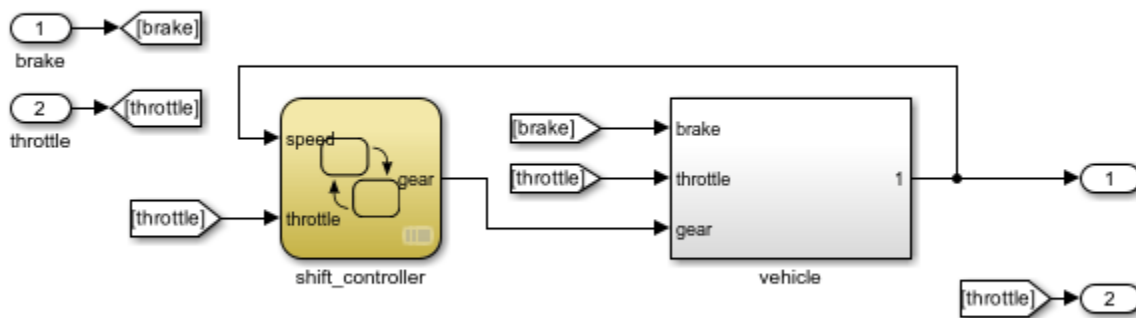 1
[brake]
brake
2
[throttle]
throttle
speed
gear
[throttle]
throttle
shift_controller
[brake]
brake
[throttle]
throttle
1
gear
vehicle
1
[throttle]
2